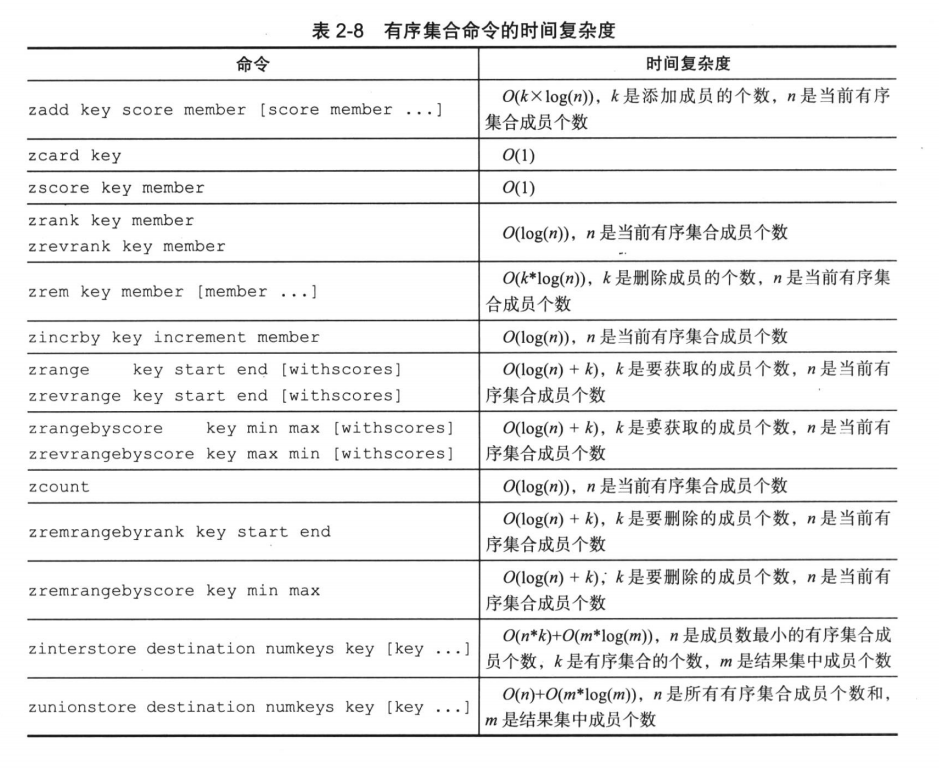 表 2-8 有序集合命令的时间复杂度
命令 时间复杂度
zadd key score member [score member ...]
O(k×log(n))，k 是添加成员的个数，n 是当前有序
集合成员个数
zcard key O(1)
zscore key member O(1)
zrank key member
zrevrank key member
O(log(n))，n 是当前有序集合成员个数
zrem key member [member ...]
O(k*log(n))，k 是删除成员的个数，n 是当前有序集
合成员个数
zincrby key increment member O(log(n))，n 是当前有序集合成员个数
zrange key start end [withscores]
zrevrange key start end [withscores]
O(log(n) + k)，k 是要获取的成员个数，n 是当前有
序集合成员个数
zrangebyscore key min max [withscores]
zrevrangebyscore key max min [withscores]
O(log(n) + k)，k 是要获取的成员个数，n 是当前有
序集合成员个数
zcount O(log(n))，n 是当前有序集合成员个数
zremrangebyrank key start end
O(log(n) + k)，k 是要删除的成员个数，n 是当前有
序集合成员个数
zremrangebyscore key min max
O(log(n) + k)，k 是要删除的成员个数，n 是当前有
序集合成员个数
zinterstore destination numkeys key [key ...]
O(n*k)+O(m*log(m))，n 是成员数最小的有序集合成
员个数，k 是有序集合的个数，m 是结果集中成员个数
zunionstore destination numkeys key [key ...]
O(n)+O(m*log(m))，n 是所有有序集合成员个数和，
m 是结果集中成员个数